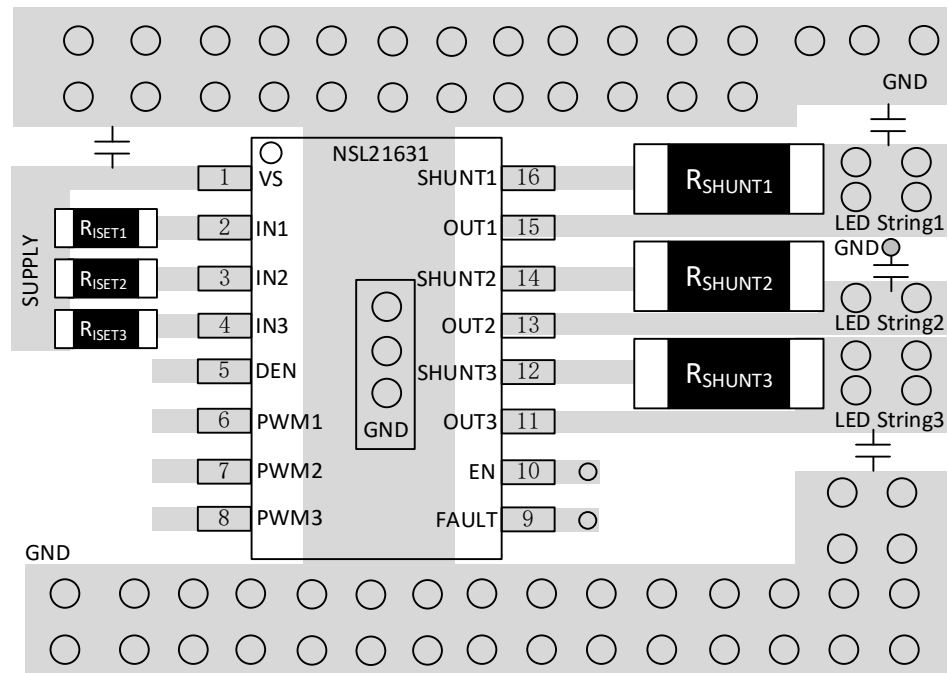 GND
NSL21631
1 VS SHUNT1 16
RSHUNT1
2 IN1 OUT1 15
RISET1
LED String1
GND
SUPPLY
3 IN2 SHUNT2 14
RISET2
RSHUNT2
4 IN3 OUT2 13
RISET3
LED String2
5 DEN SHUNT3 12
RSHUNT3
6 PWM1 GND OUT3 11
LED String3
7 PWM2 EN 10
8 PWM3 FAULT 9
GND